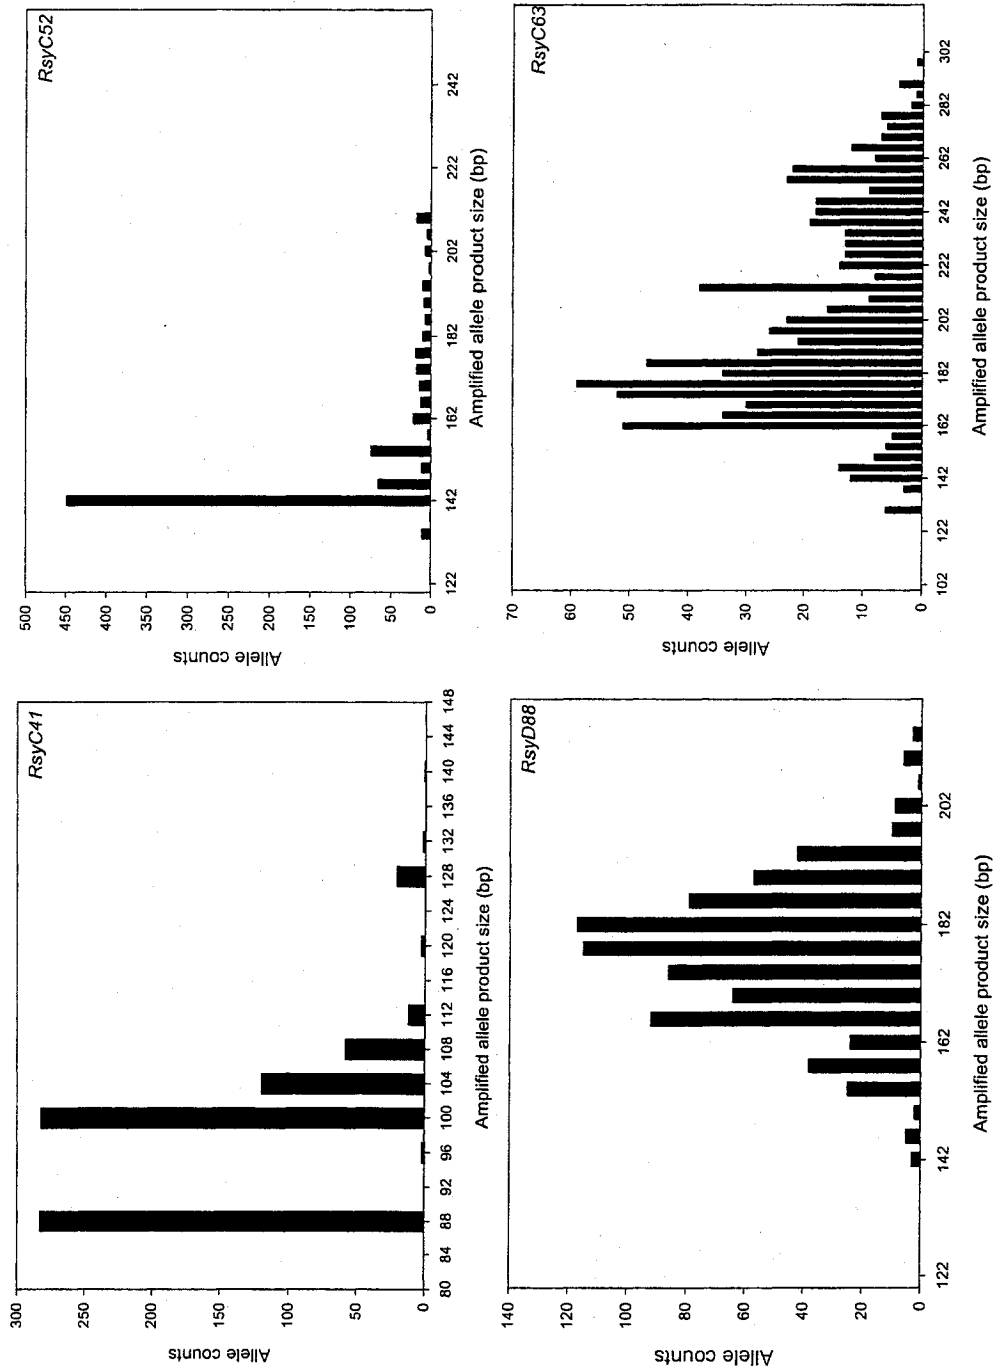 RsyC41
Allele counts
300
250
200
150
100
50
0
80 84 88 92 96 100 104 108 112 116 120 124 128 132 136 140 144 148
Amplified allele product size (bp)
RsyC52
Allele counts
500
450
400
350
300
250
200
150
100
50
0
122 142 162 182 202 222 242
Amplified allele product size (bp)
RsyD88
Allele counts
140
120
100
80
60
40
20
0
122 142 162 182 202
Amplified allele product size (bp)
RsyC63
Allele counts
70
60
50
40
30
20
10
0
102 122 142 162 182 202 222 242 262 282 302
Amplified allele product size (bp)